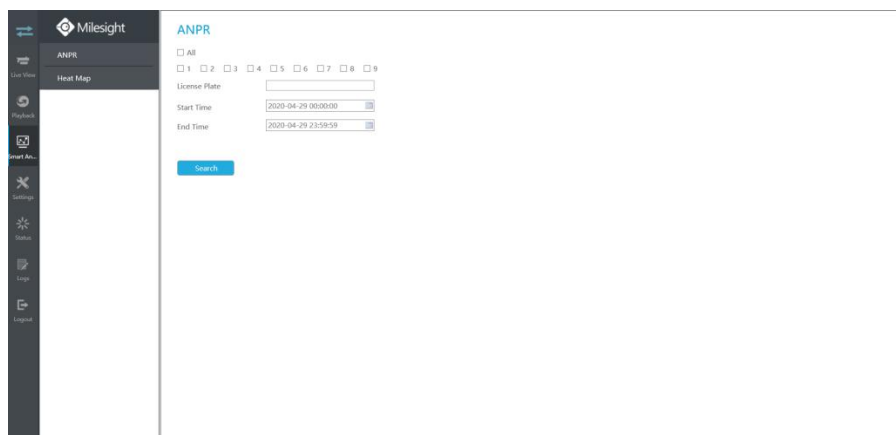 Milesight
ANPR
Heat Map
Live View
Playback
Smart An...
Settings
Status
Logs
Logout
ANPR
All
1 2 3 4 5 6 7 8 9
License Plate
Start Time 2020-04-29 00:00:00
End Time 2020-04-29 23:59:59
Search